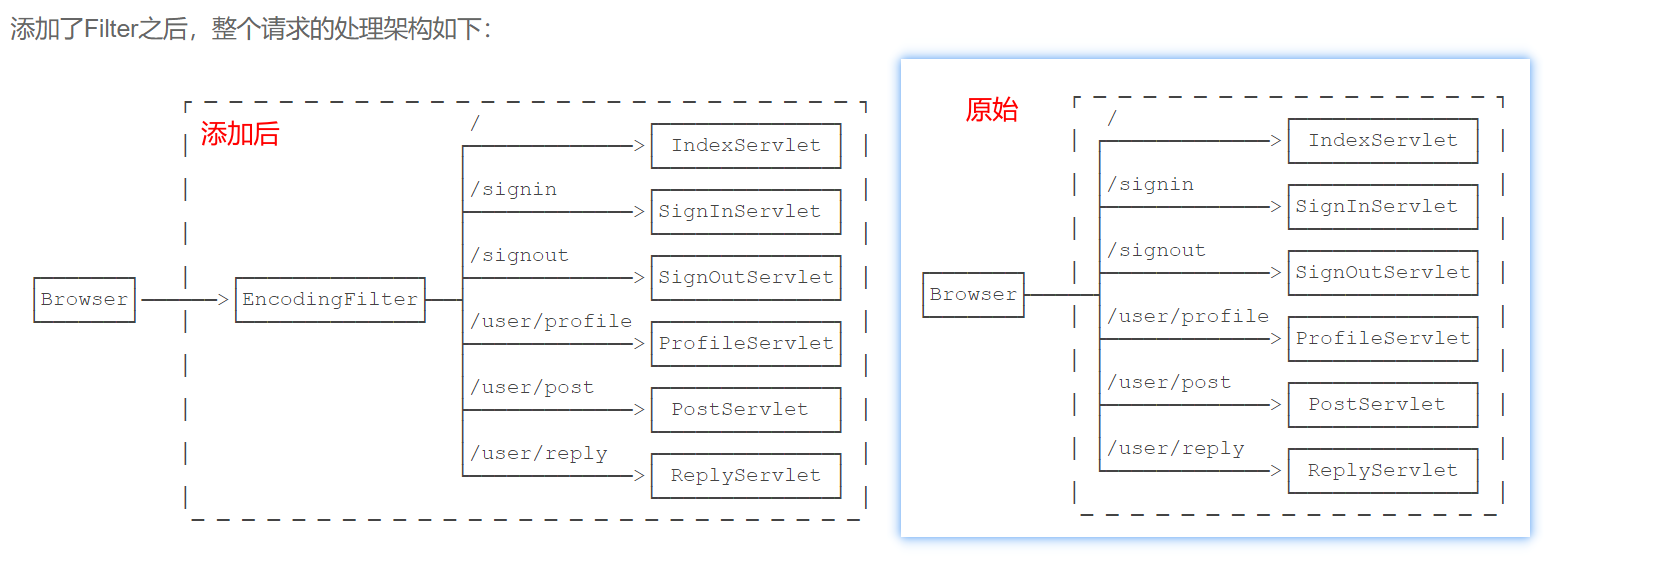 添加了Filter之后，整个请求的处理架构如下：
添加后
/
IndexServlet
/signin
SignInServlet
/signout
SignOutServlet
Browser
EncodingFilter
/user/profile
ProfileServlet
/user/post
PostServlet
/user/reply
ReplyServlet
原始
/
IndexServlet
/signin
SignInServlet
/signout
SignOutServlet
Browser
/user/profile
ProfileServlet
/user/post
PostServlet
/user/reply
ReplyServlet